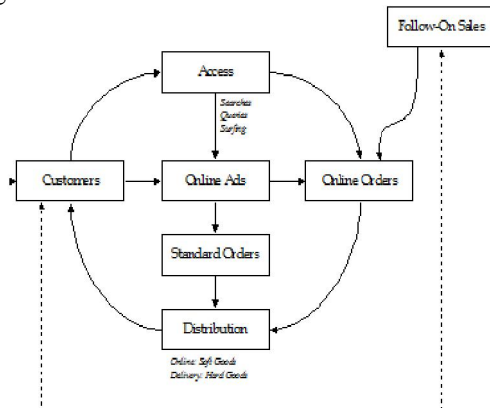 Follow-On Sales
Access
Searches
Queries
Surfing
Customers
Online Ads
Online Orders
Standard Orders
Distribution
Online: Soft Goods
Delivery: Hard Goods